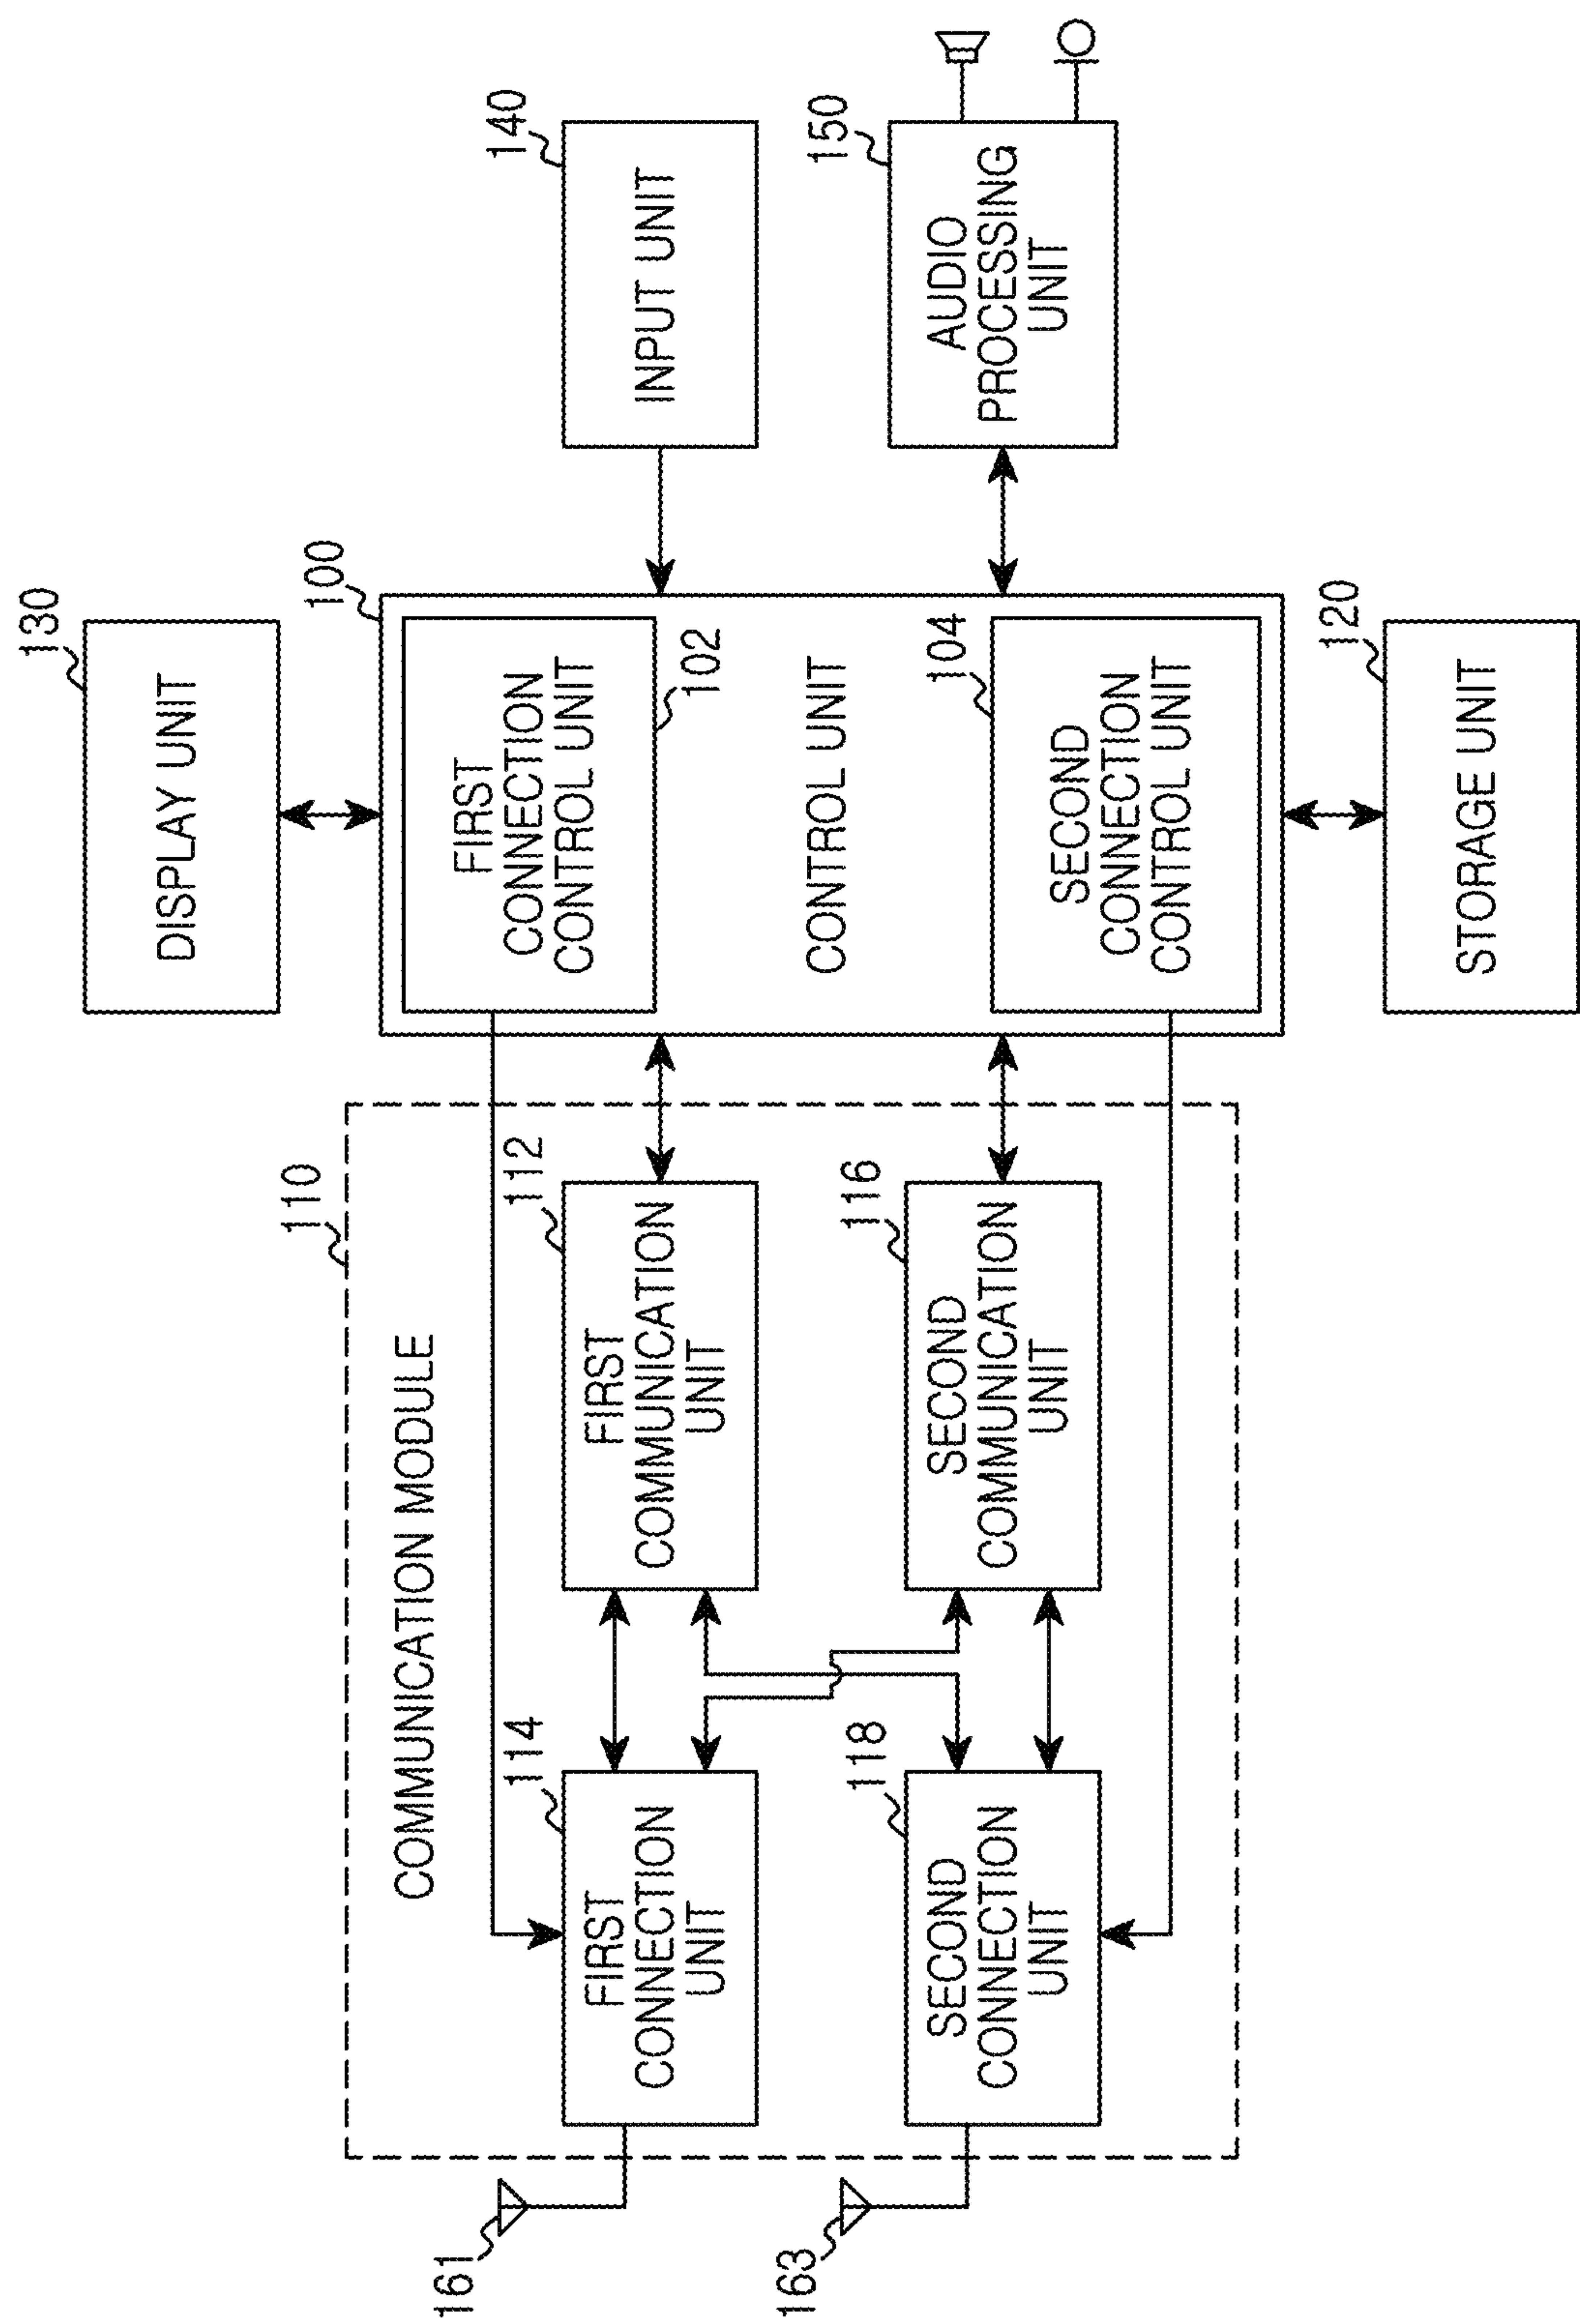 130
DISPLAY UNIT
110
COMMUNICATION MODULE
161
114
FIRST
CONNECTION
UNIT
112
FIRST
COMMUNICATION
UNIT
163
118
SECOND
CONNECTION
UNIT
116
SECOND
COMMUNICATION
UNIT
100
FIRST
CONNECTION
CONTROL UNIT
102
CONTROL UNIT
104
SECOND
CONNECTION
CONTROL UNIT
140
INPUT UNIT
150
AUDIO
PROCESSING
UNIT
120
STORAGE UNIT